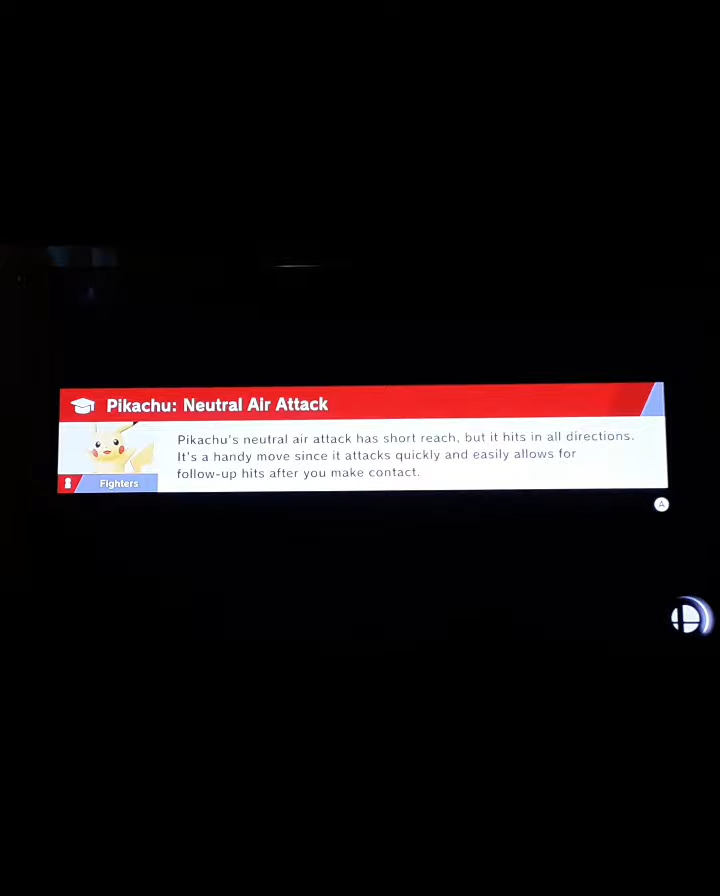 Pikachu: Neutral Air Attack
Pikachu's neutral air attack has short reach, but it hits in all directions.
It's a handy move since it attacks quickly and easily allows for
follow-up hits after you make contact.
Fighters
A